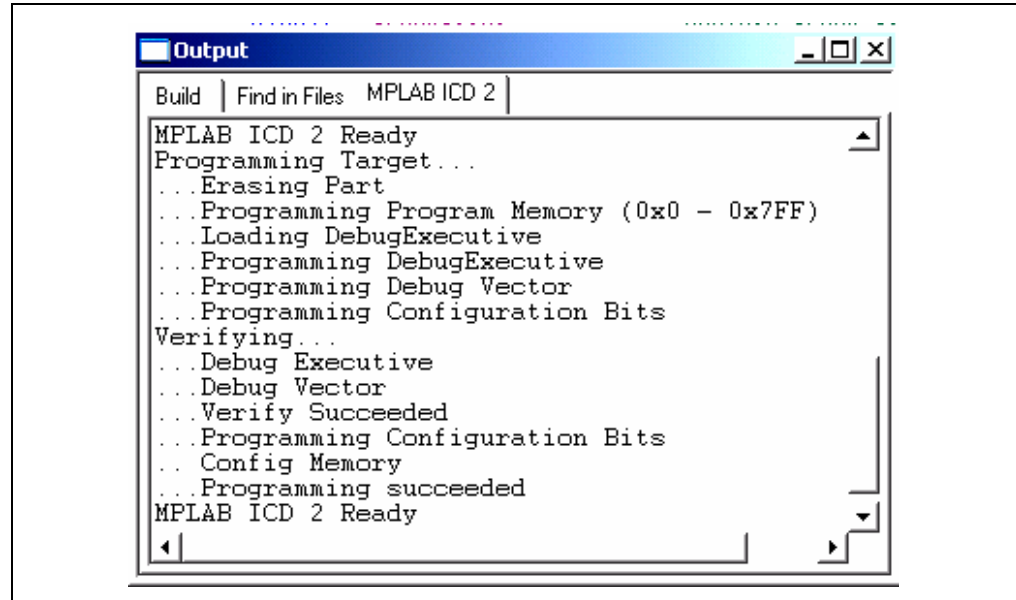 Output
Build Find in Files MPLAB ICD 2
MPLAB ICD 2 Ready
Programming Target...
...Erasing Part
...Programming Program Memory (0x0 - 0x7FF)
...Loading DebugExecutive
...Programming DebugExecutive
...Programming Debug Vector
...Programming Configuration Bits
Verifying...
...Debug Executive
...Debug Vector
...Verify Succeeded
...Programming Configuration Bits
.. Config Memory
...Programming succeeded
MPLAB ICD 2 Ready